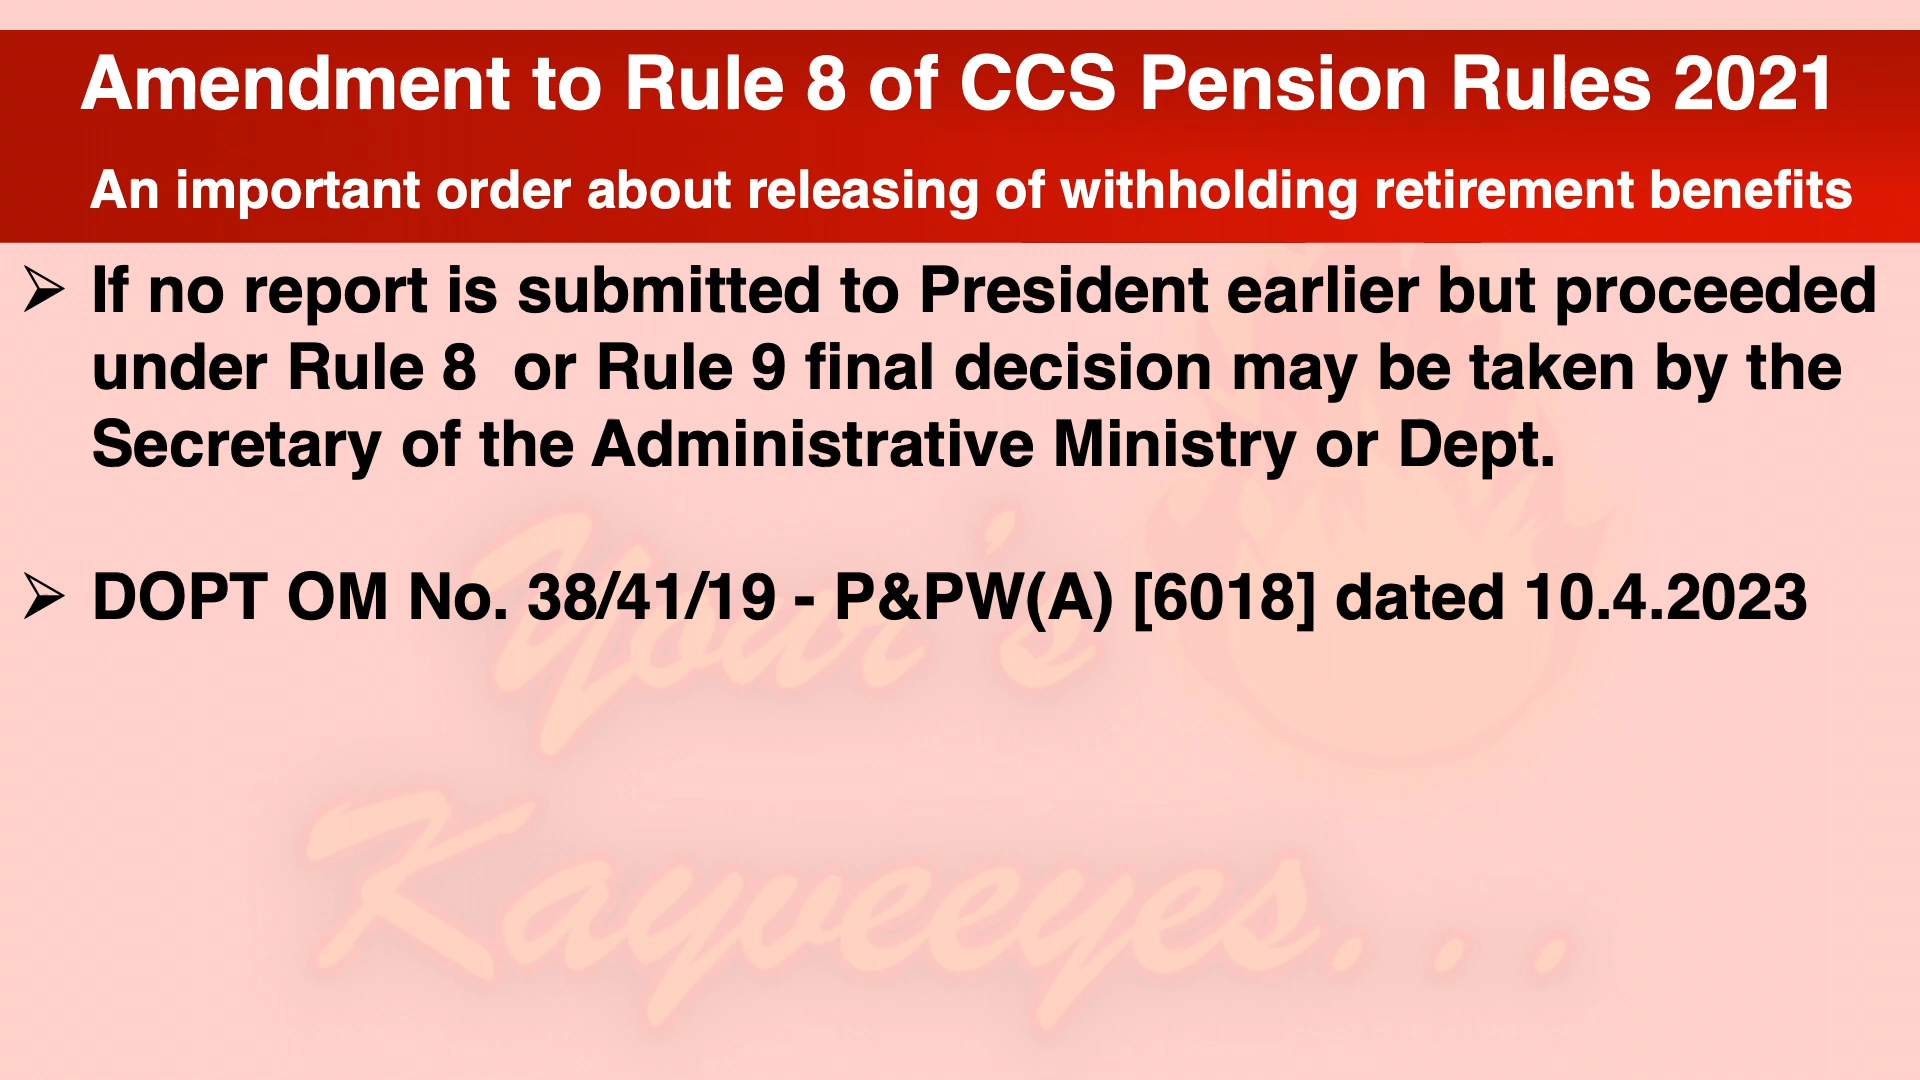 Amendment to Rule 8 of CCS Pension Rules 2021
An important order about releasing of withholding retirement benefits
➢ If no report is submitted to President earlier but proceeded
under Rule 8  or Rule 9 final decision may be taken by the
Secretary of the Administrative Ministry or Dept.
➢ DOPT OM No. 38/41/19 - P&PW(A) [6018] dated 10.4.2023
Your's
Kayveeyes. . .